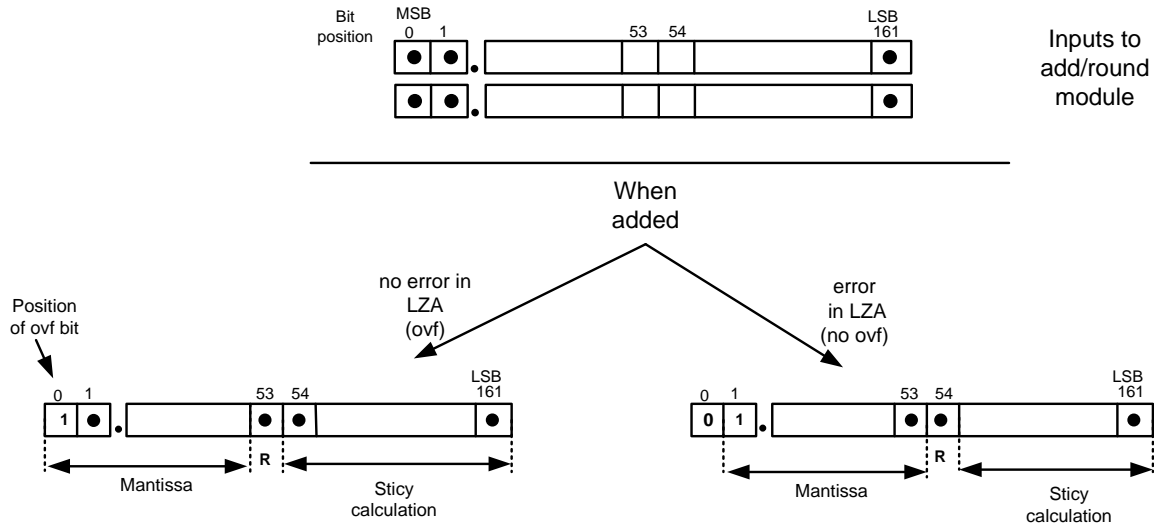 Bit
position
MSB
0 1 53 54
LSB
161
Inputs to
add/round
module
When
added
no error in
LZA
(ovf)
error
in LZA
(no ovf)
Position
of ovf bit
0 1 53 54
LSB
161
1
R
Mantissa
Sticy
calculation
0 1 53 54
LSB
161
0 1
R
Mantissa
Sticy
calculation